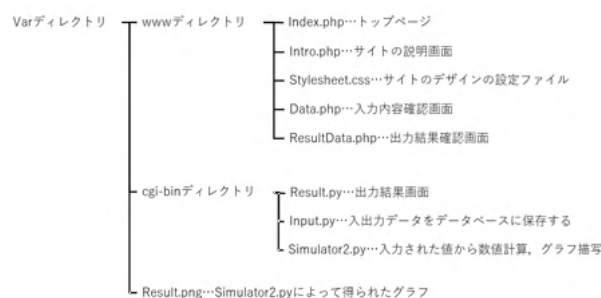 Varディレクトリ
wwwディレクトリ
Index.php…トップページ
Intro.php…サイトの説明画面
Stylesheet.css…サイトのデザインの設定ファイル
Data.php…入力内容確認画面
ResultData.php…出力結果確認画面
cgi-binディレクトリ
Result.py…出力結果画面
Input.py…入出力データをデータベースに保存する
Simulator2.py…入力された値から数値計算，グラフ描写
Result.png…Simulator2.pyによって得られたグラフ